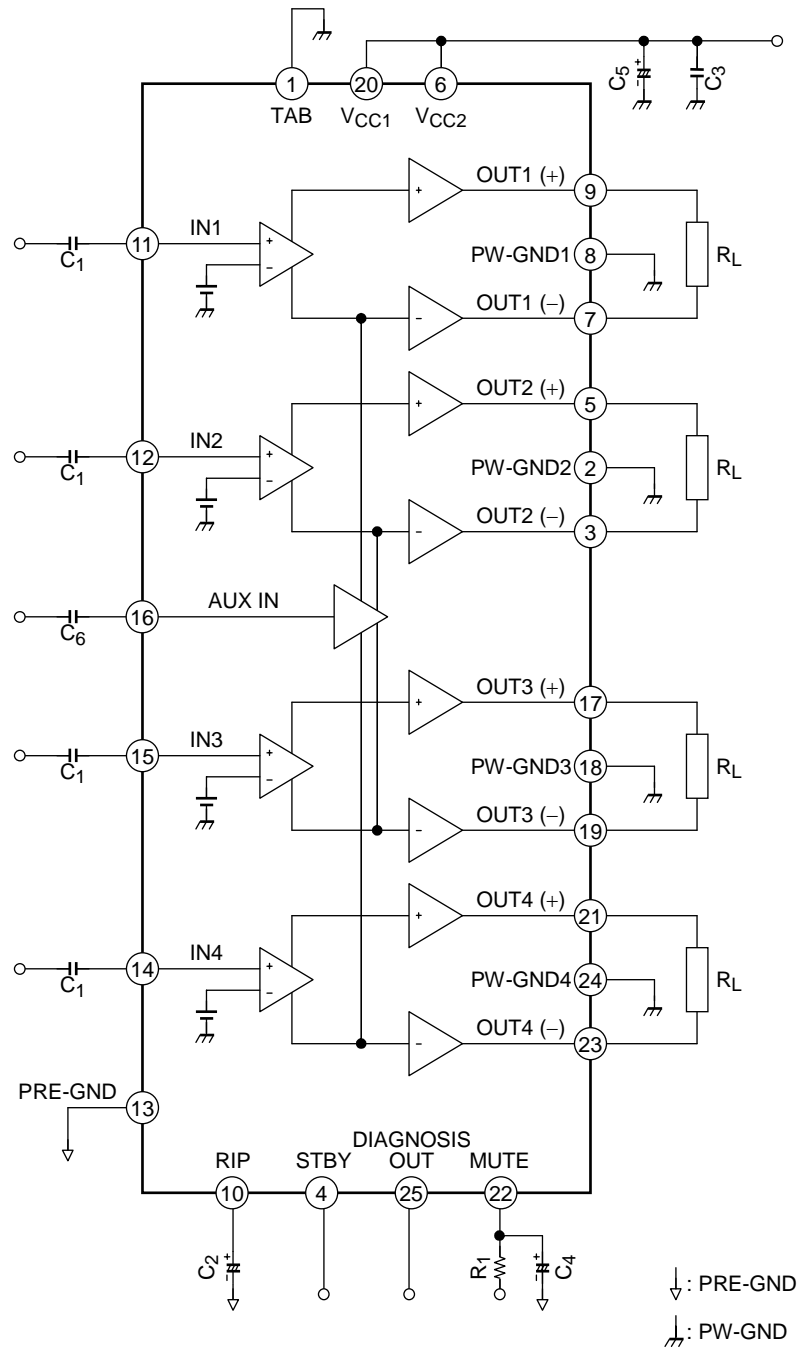 1 20 6
TAB VCC1 VCC2
C5 C3
+ − 
OUT1 (+) 9
IN1 11 C1 + −
PW-GND1 8 RL
OUT1 (−) 7
OUT2 (+) 5
IN2 12 C1 + −
PW-GND2 2 RL
OUT2 (−) 3
AUX IN 16 C6
OUT3 (+) 17
IN3 15 C1 + −
PW-GND3 18 RL
OUT3 (−) 19
OUT4 (+) 21
IN4 14 C1 + −
PW-GND4 24 RL
OUT4 (−) 23
PRE-GND 13
DIAGNOSIS
RIP STBY OUT MUTE
10 4 25 22
C2 R1 C4
: PRE-GND
: PW-GND